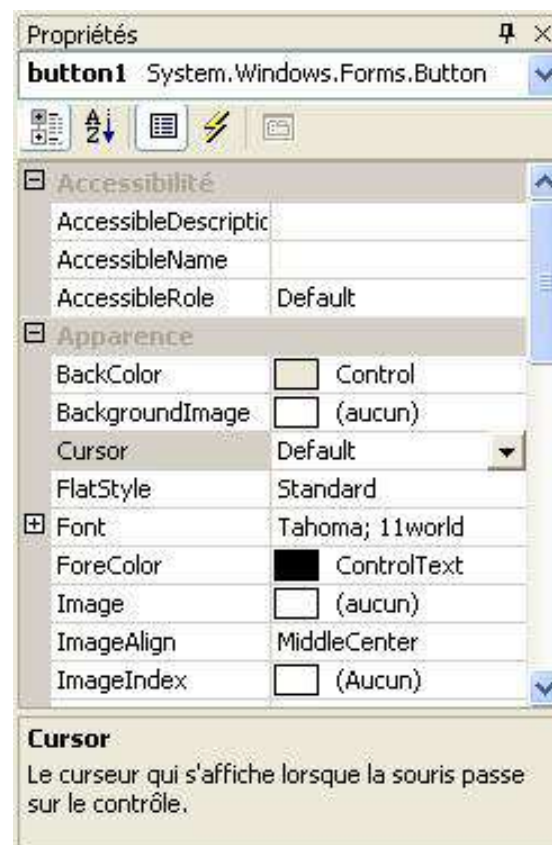 Propriétés
button1 System.Windows.Forms.Button
Accessibilité
AccessibleDescriptic
AccessibleName
AccessibleRole Default
Apparence
BackColor Control
BackgroundImage (aucun)
Cursor Default
FlatStyle Standard
Font Tahoma; 11world
ForeColor ControlText
Image (aucun)
ImageAlign MiddleCenter
ImageIndex (Aucun)
Cursor
Le curseur qui s'affiche lorsque la souris passe
sur le contrôle.